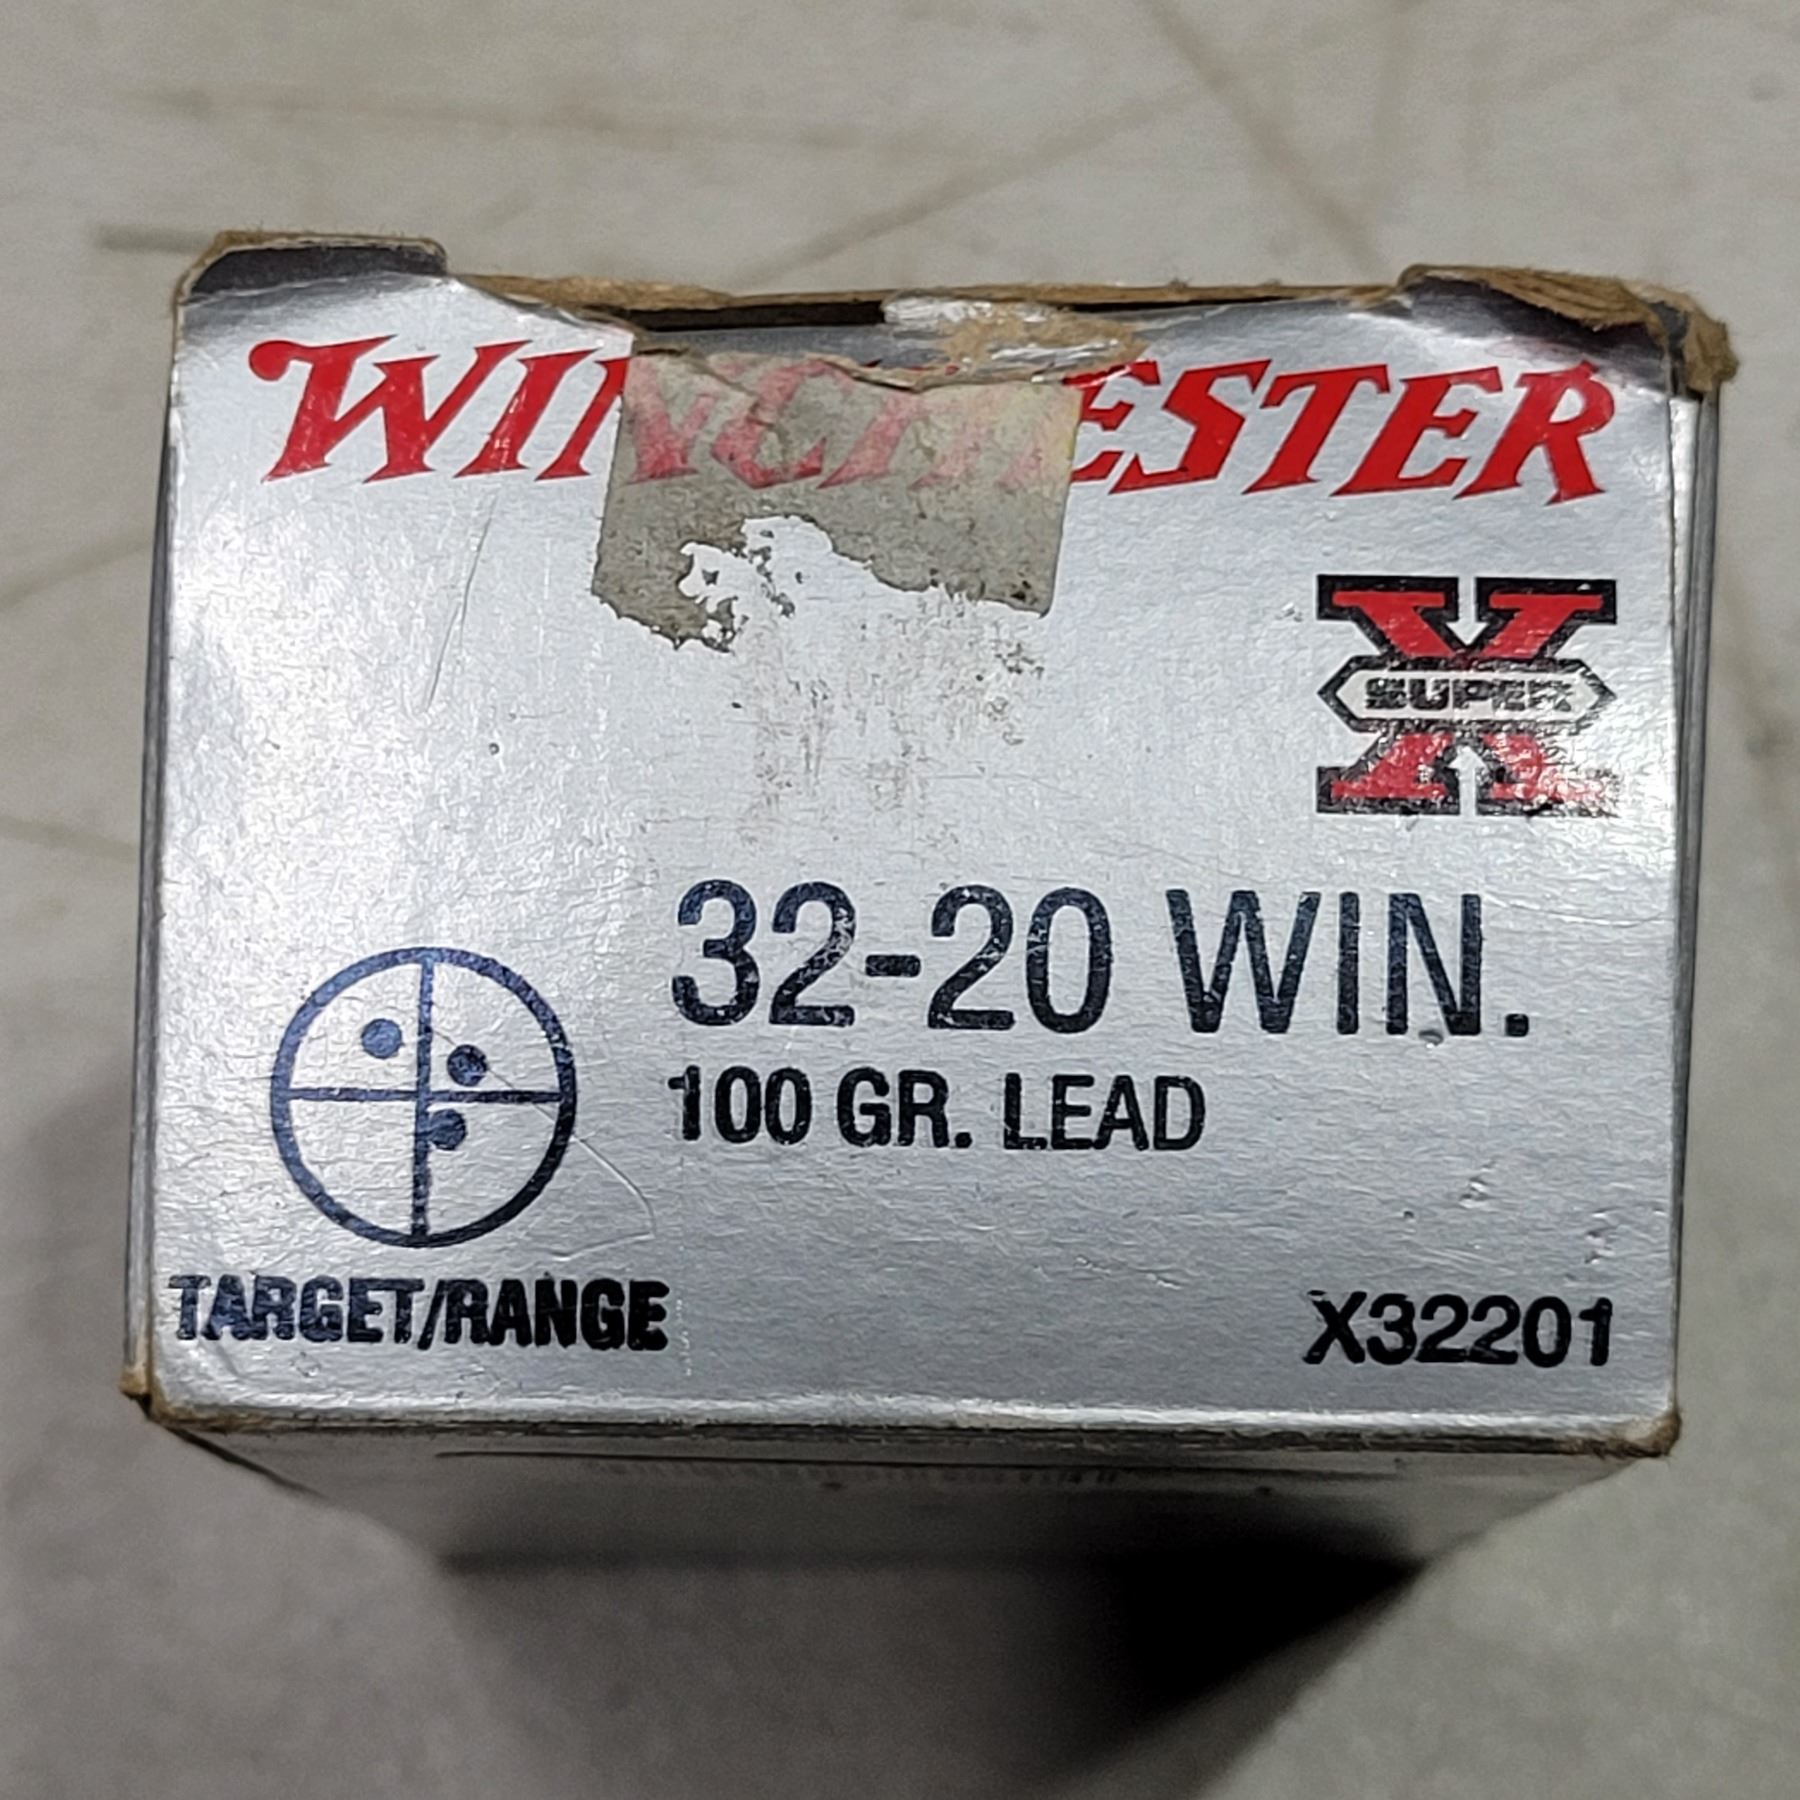 WINCHESTER
SUPER X
32-20 WIN.
100 GR. LEAD
TARGET/RANGE
X32201